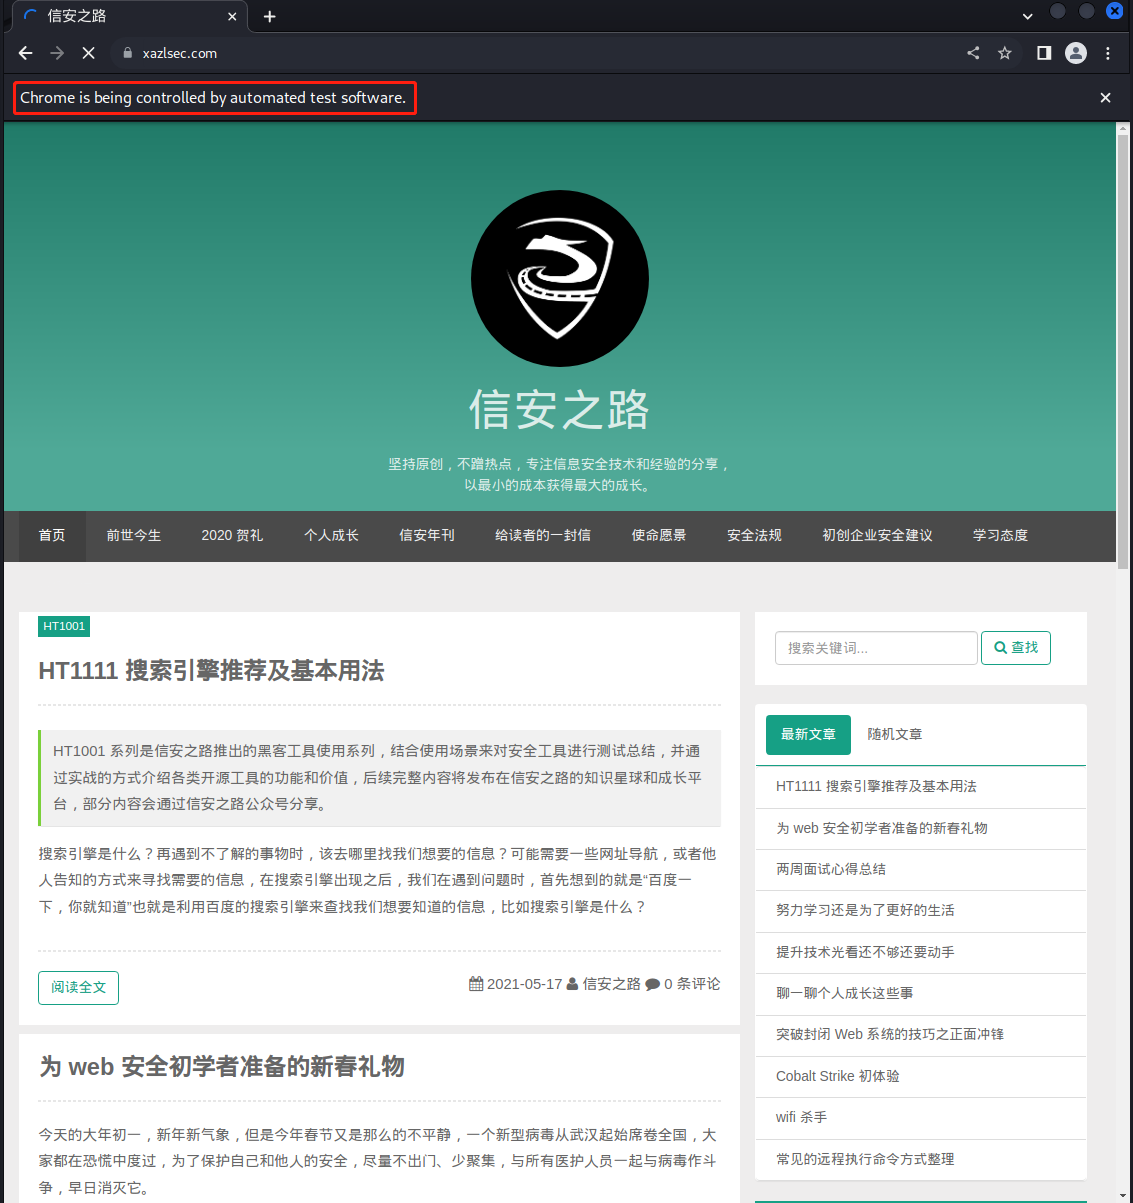 信安之路
xazlsec.com
Chrome is being controlled by automated test software.
信安之路
坚持原创，不蹭热点，专注信息安全技术和经验的分享，
以最小的成本获得最大的成长。
首页 前世今生 2020 贺礼 个人成长 信安年刊 给读者的一封信 使命愿景 安全法规 初创企业安全建议 学习态度
HT1001
HT1111 搜索引擎推荐及基本用法
HT1001 系列是信安之路推出的黑客工具使用系列，结合使用场景来对安全工具进行测试总结，并通
过实战的方式介绍各类开源工具的功能和价值，后续完整内容将发布在信安之路的知识星球和成长平
台，部分内容会通过信安之路公众号分享。
搜索引擎是什么？再遇到不了解的事物时，该去哪里找我们想要的信息？可能需要一些网址导航，或者他
人告知的方式来寻找需要的信息，在搜索引擎出现之后，我们在遇到问题时，首先想到的就是“百度一
下，你就知道”也就是利用百度的搜索引擎来查找我们想要知道的信息，比如搜索引擎是什么？
阅读全文 2021-05-17 信安之路 0 条评论
为 web 安全初学者准备的新春礼物
今天的大年初一，新年新气象，但是今年春节又是那么的不平静，一个新型病毒从武汉起始席卷全国，大
家都在恐慌中度过，为了保护自己和他人的安全，尽量不出门、少聚集，与所有医护人员一起与病毒作斗
争，早日消灭它。
搜索关键词... 查找
最新文章 随机文章
HT1111 搜索引擎推荐及基本用法
为 web 安全初学者准备的新春礼物
两周面试心得总结
努力学习还是为了更好的生活
提升技术光看还不够还要动手
聊一聊个人成长这些事
突破封闭 Web 系统的技巧之正面冲锋
Cobalt Strike 初体验
wifi 杀手
常见的远程执行命令方式整理